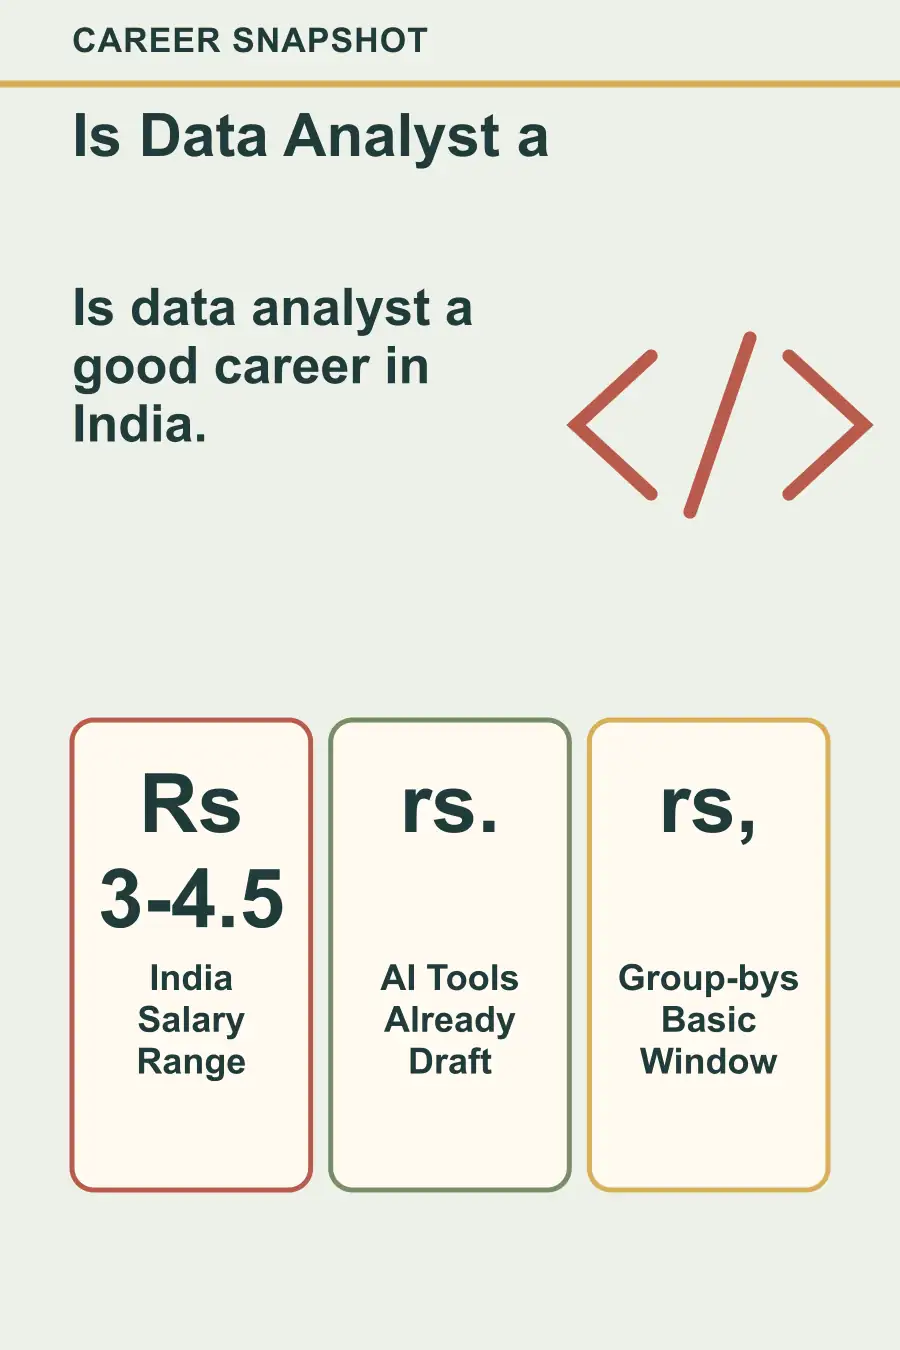 CAREER SNAPSHOT
Is Data Analyst a
Is data analyst a
good career in
India.
Rs
3-4.5
India
Salary
Range
rs.
AI Tools
Already
Draft
rs,
Group-bys
Basic
Window